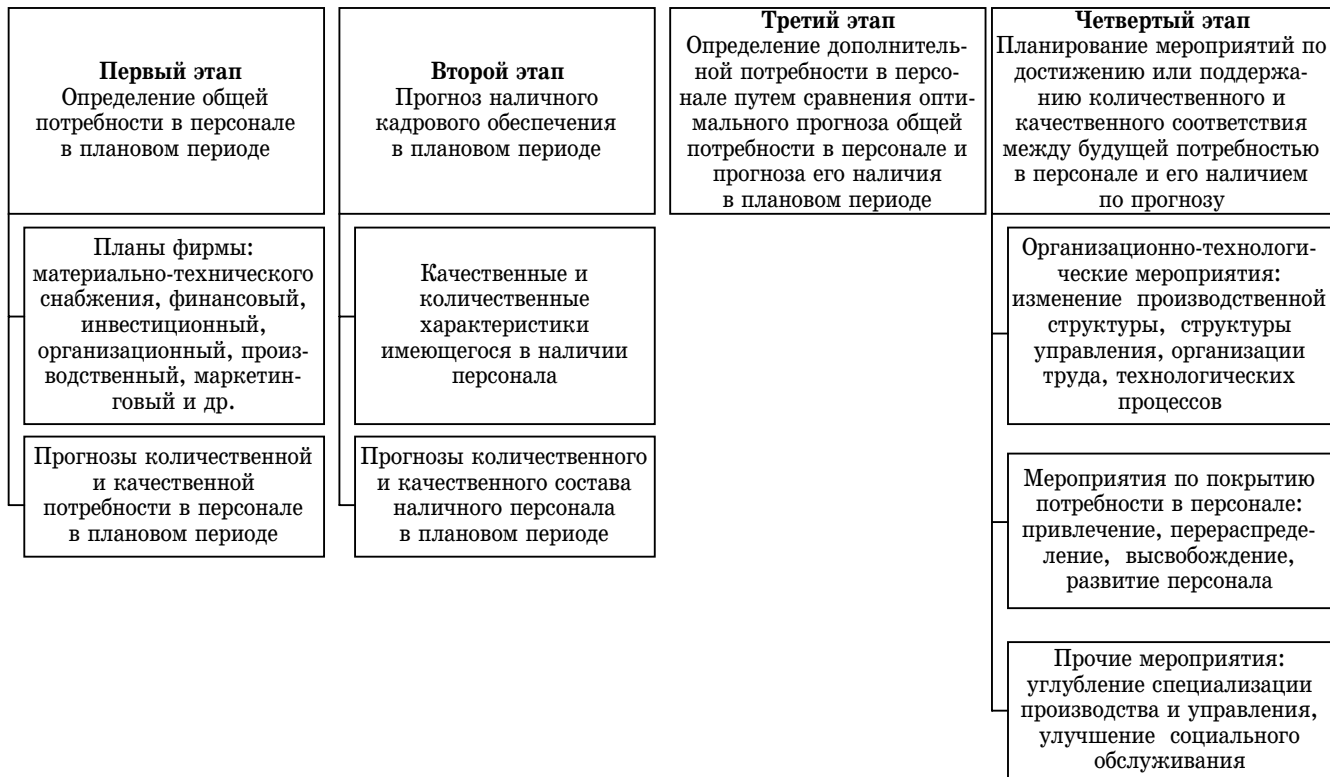 Первый этап
Определение общей
потребности в персонале
в плановом периоде
Планы фирмы:
материально-технического
снабжения, финансовый,
инвестиционный,
организационный, произ-
водственный, маркетин-
говый и др.
Прогнозы количественной
и качественной
потребности в персонале
в плановом периоде
Второй этап
Прогноз наличного
кадрового обеспечения
в плановом периоде
Качественные и
количественные
характеристики
имеющегося в наличии
персонала
Прогнозы количественного
и качественного состава
наличного персонала
в плановом периоде
Третий этап
Определение дополнитель-
ной потребности в персо-
нале путем сравнения опти-
мального прогноза общей
потребности в персонале и
прогноза его наличия
в плановом периоде
Четвертый этап
Планирование мероприятий по
достижению или поддержа-
нию количественного и
качественного соответствия
между будущей потребностью
в персонале и его наличием
по прогнозу
Организационно-технологи-
ческие мероприятия:
изменение производственной
структуры, структуры
управления, организации
труда, технологических
процессов
Мероприятия по покрытию
потребности в персонале:
привлечение, перераспреде-
ление, высвобождение,
развитие персонала
Прочие мероприятия:
углубление специализации
производства и управления,
улучшение социального
обслуживания